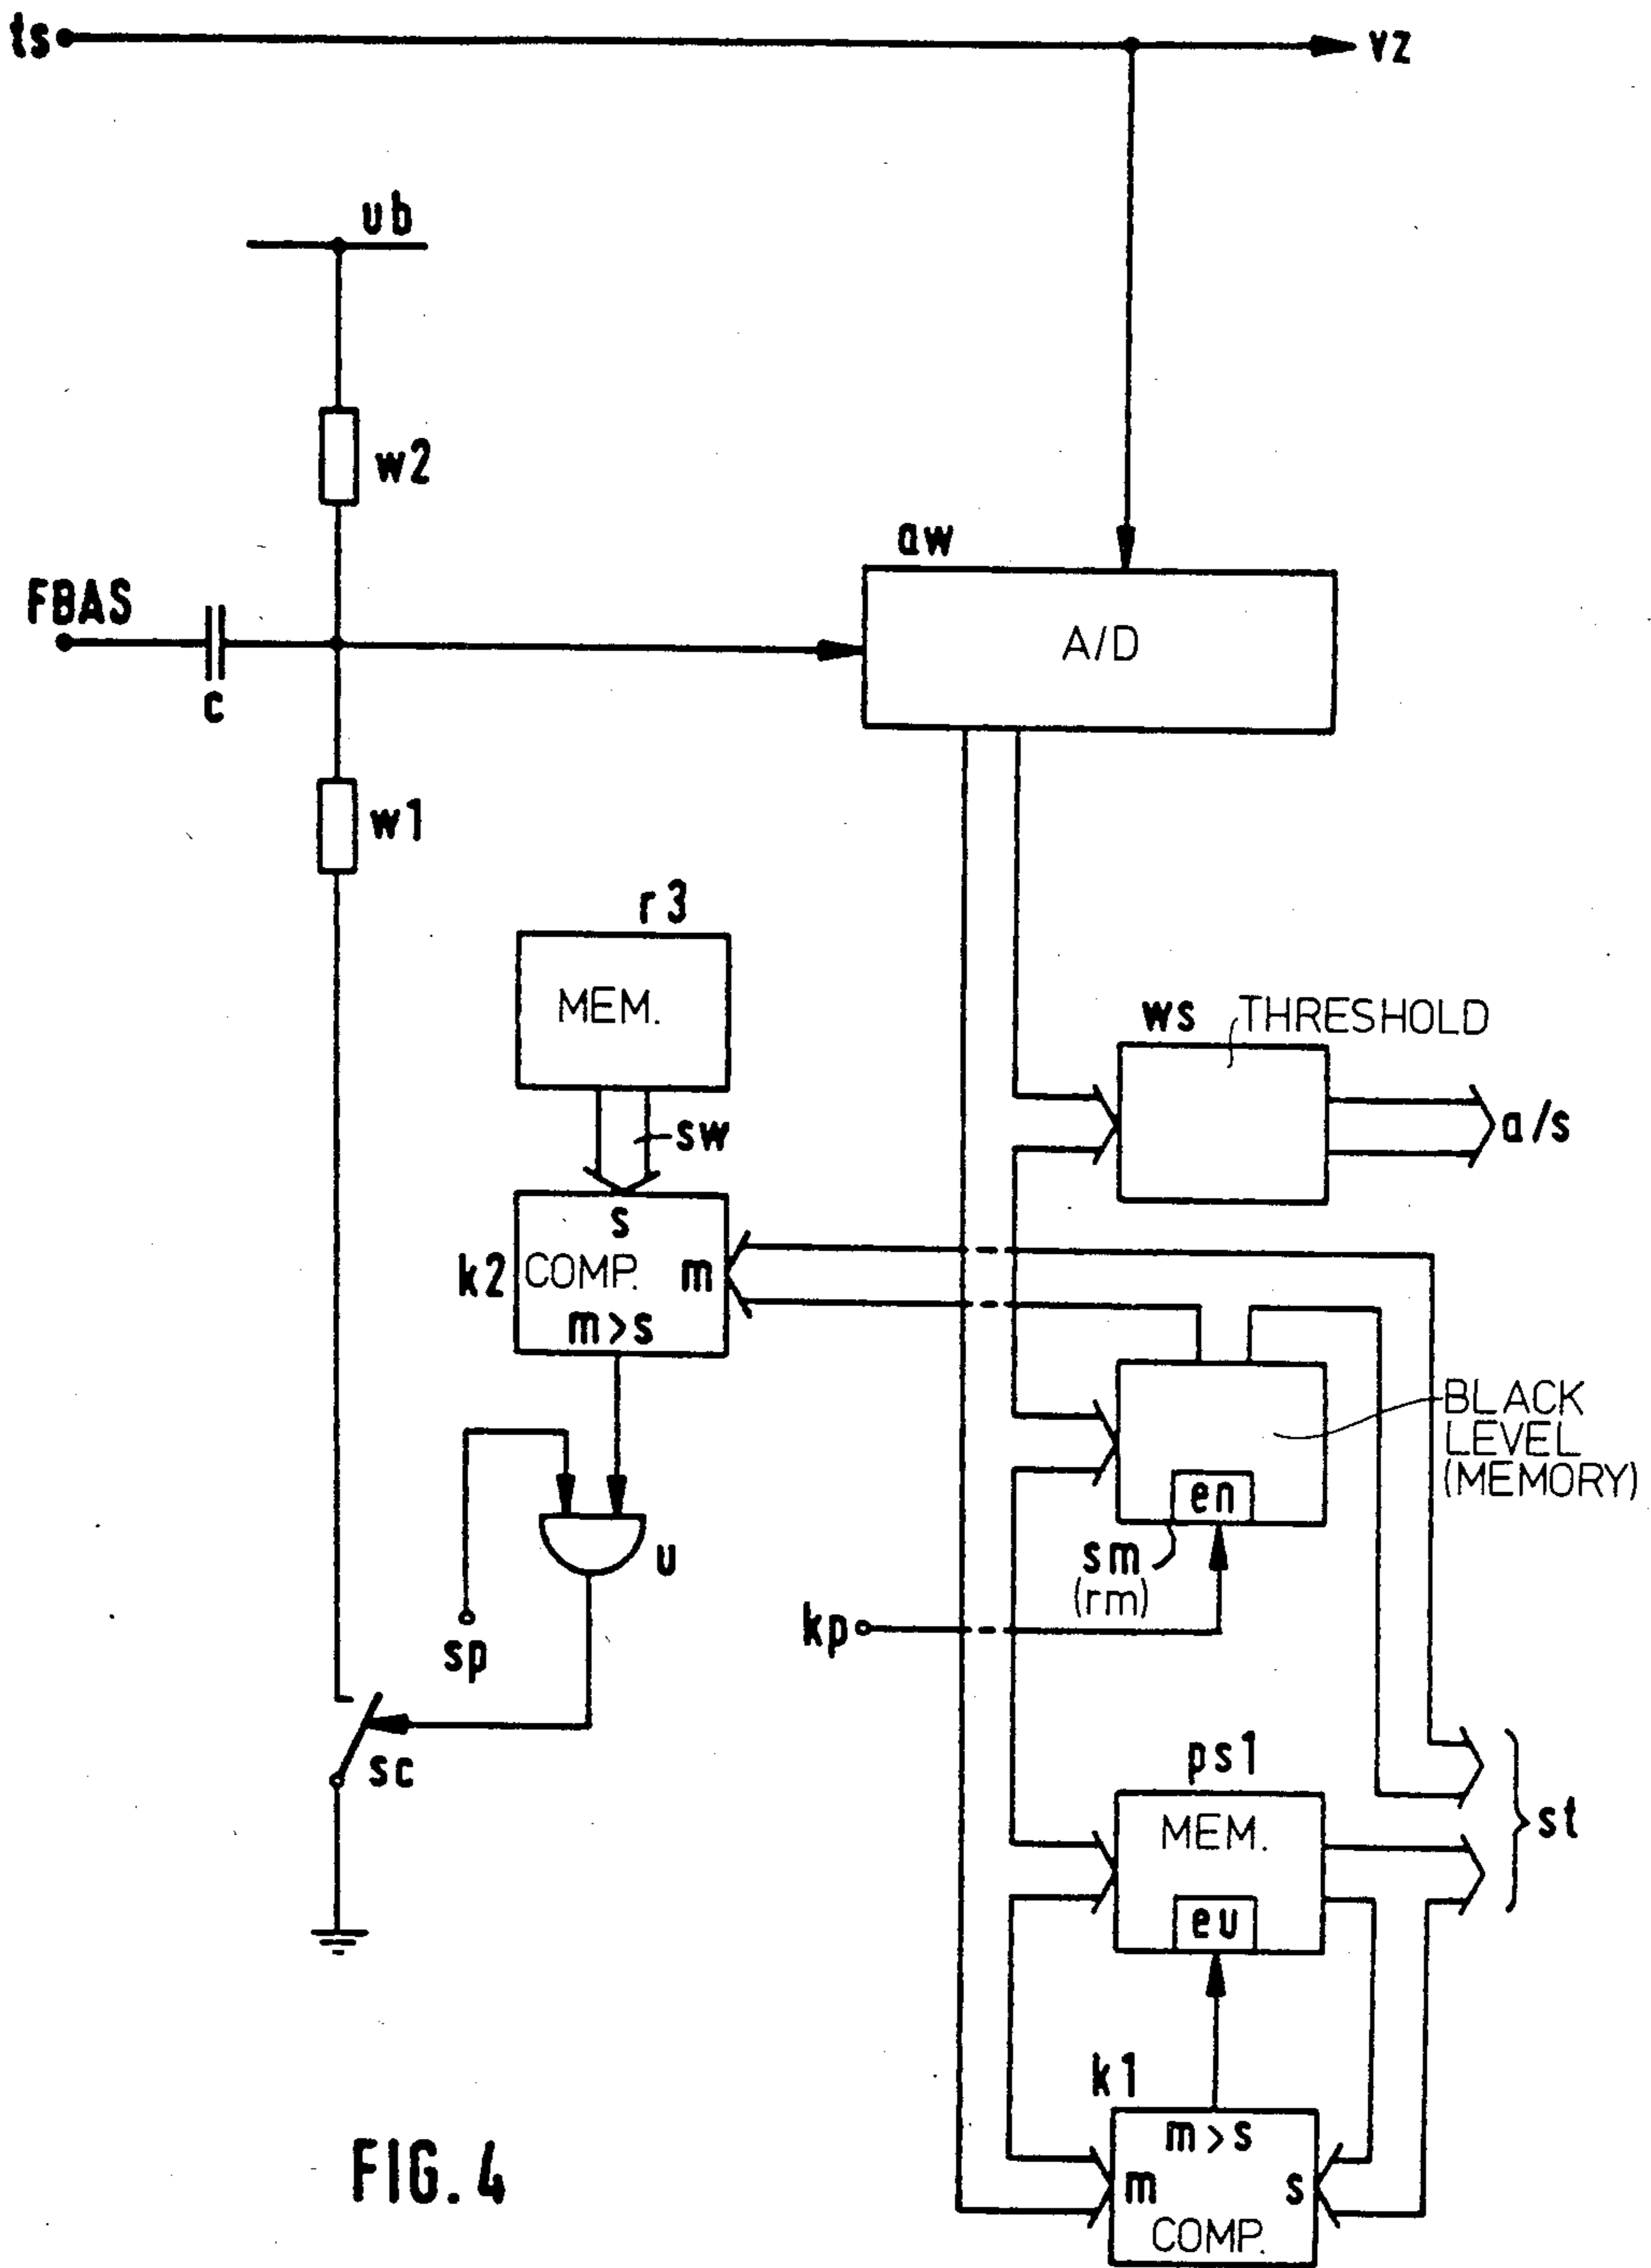 ts
vz
ub
w2
aw
FBAS
A/D
c
w1
r3
MEM.
ws
THRESHOLD
sw
a/s
s
k2
COMP.
m
m>s
BLACK
LEVEL
(MEMORY)
en
u
sm
(rm)
kp
sp
sc
ps1
MEM.
st
eu
k1
m>s
m
s
COMP.
FIG. 4